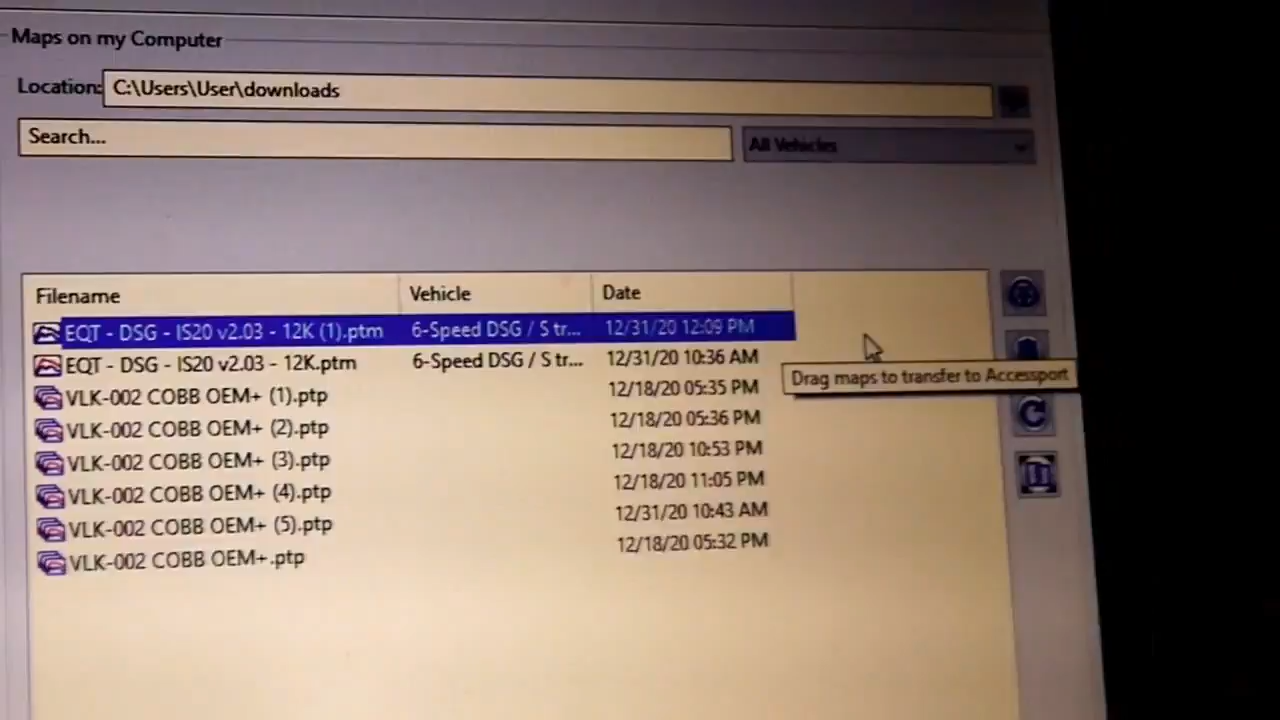 Maps on my Computer
Location: C:\Users\User\downloads
Search... All Vehicles
Filename Vehicle Date
EQT - DSG - IS20 v2.03 - 12K (1).ptm 6-Speed DSG / S tr... 12/31/20 12:09 PM
EQT - DSG - IS20 v2.03 - 12K.ptm 6-Speed DSG / S tr... 12/31/20 10:36 AM
Drag maps to transfer to Accessport
VLK-002 COBB OEM+ (1).ptp 12/18/20 05:35 PM
VLK-002 COBB OEM+ (2).ptp 12/18/20 05:36 PM
VLK-002 COBB OEM+ (3).ptp 12/18/20 10:53 PM
VLK-002 COBB OEM+ (4).ptp 12/18/20 11:05 PM
VLK-002 COBB OEM+ (5).ptp 12/31/20 10:43 AM
VLK-002 COBB OEM+.ptp 12/18/20 05:32 PM